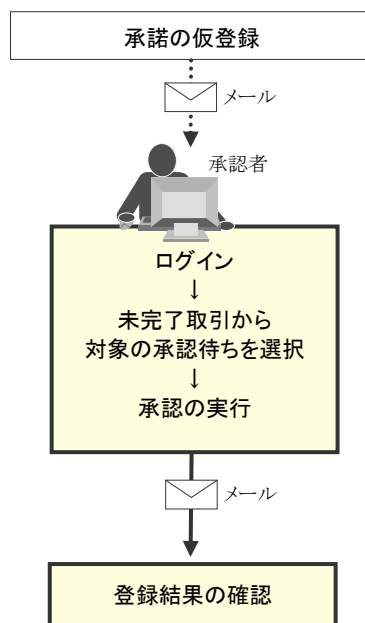 承諾の仮登録
メール
承認者
ログイン
↓
未完了取引から
対象の承認待ちを選択
↓
承認の実行
メール
登録結果の確認